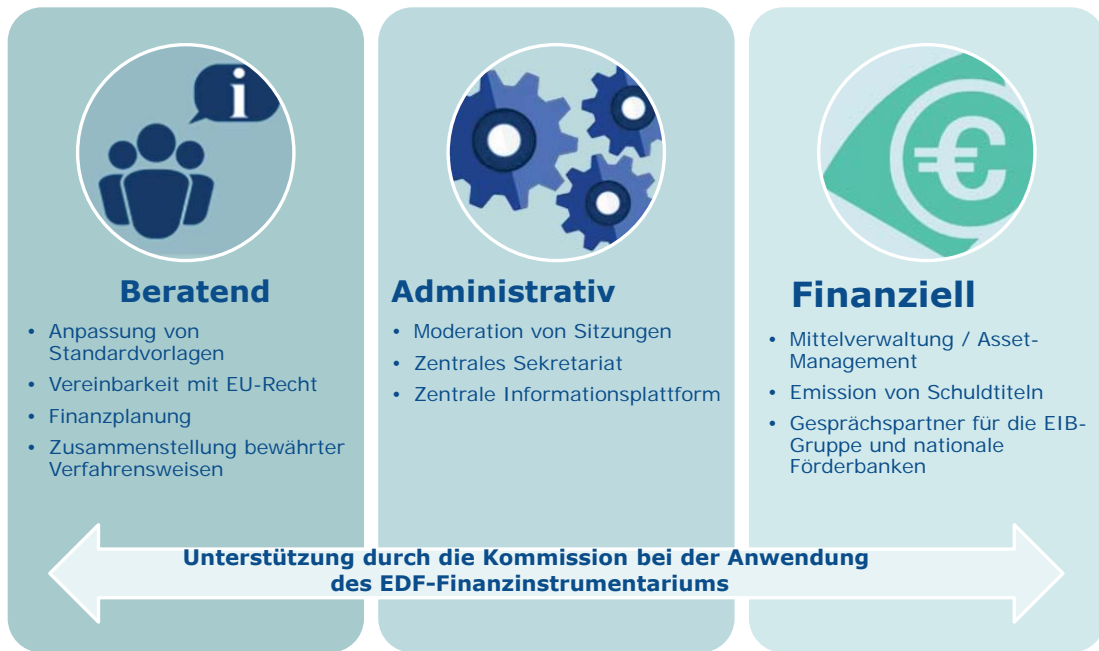 i
Beratend
• Anpassung von
Standardvorlagen
• Vereinbarkeit mit EU-Recht
• Finanzplanung
• Zusammenstellung bewährter
Verfahrensweisen
Administrativ
• Moderation von Sitzungen
• Zentrales Sekretariat
• Zentrale Informationsplattform
€
Finanziell
• Mittelverwaltung / Asset-
Management
• Emission von Schuldtiteln
• Gesprächspartner für die EIB-
Gruppe und nationale
Förderbanken
Unterstützung durch die Kommission bei der Anwendung
des EDF-Finanzinstrumentariums